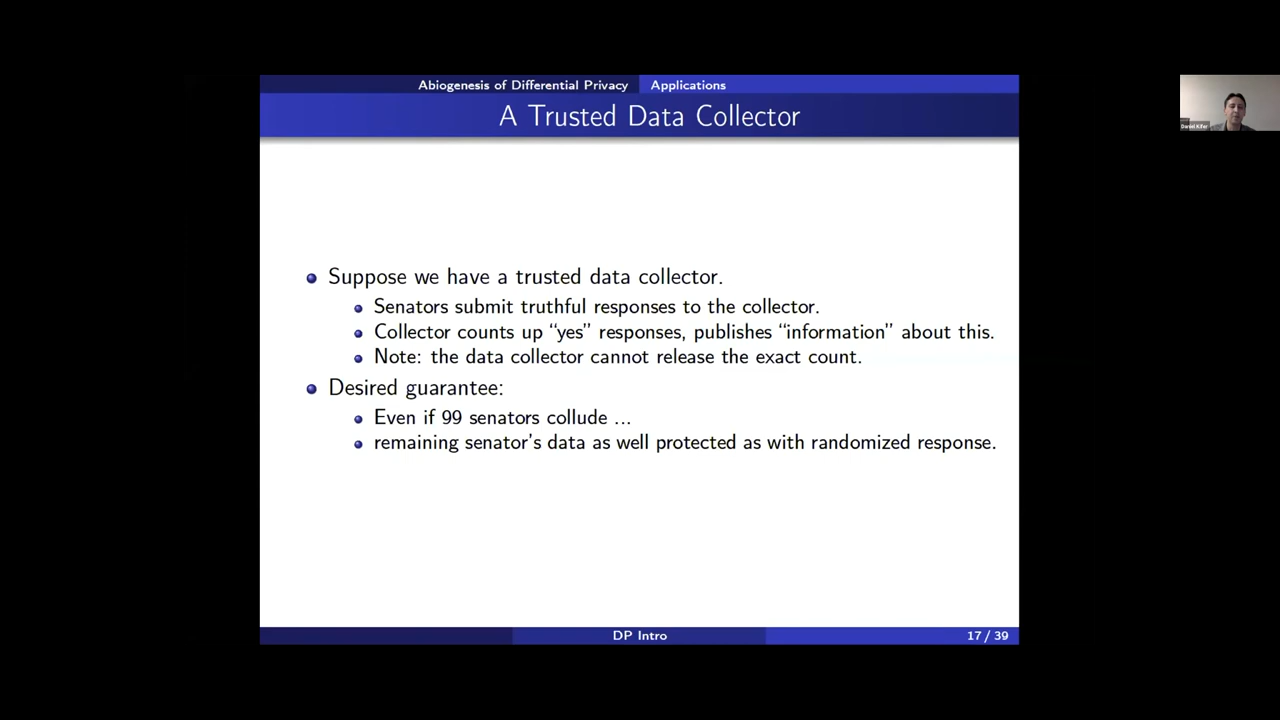 Abiogenesis of Differential Privacy Applications
A Trusted Data Collector
Suppose we have a trusted data collector.
Senators submit truthful responses to the collector.
Collector counts up “yes” responses, publishes “information” about this.
Note: the data collector cannot release the exact count.
Desired guarantee:
Even if 99 senators collude ...
remaining senator's data as well protected as with randomized response.
DP Intro 17 / 39
Daniel Kifer